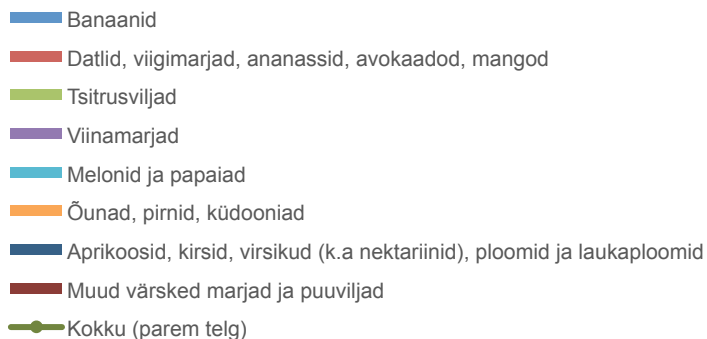 Banaanid
Datlid, viigimarjad, ananassid, avokaadod, mangod
Tsitrusviljad
Viinamarjad
Melonid ja papaiad
Õunad, pirnid, küdooniad
Aprikoosid, kirsid, virsikud (k.a nektariinid), ploomid ja laukaploomid
Muud värsked marjad ja puuviljad
Kokku (parem telg)